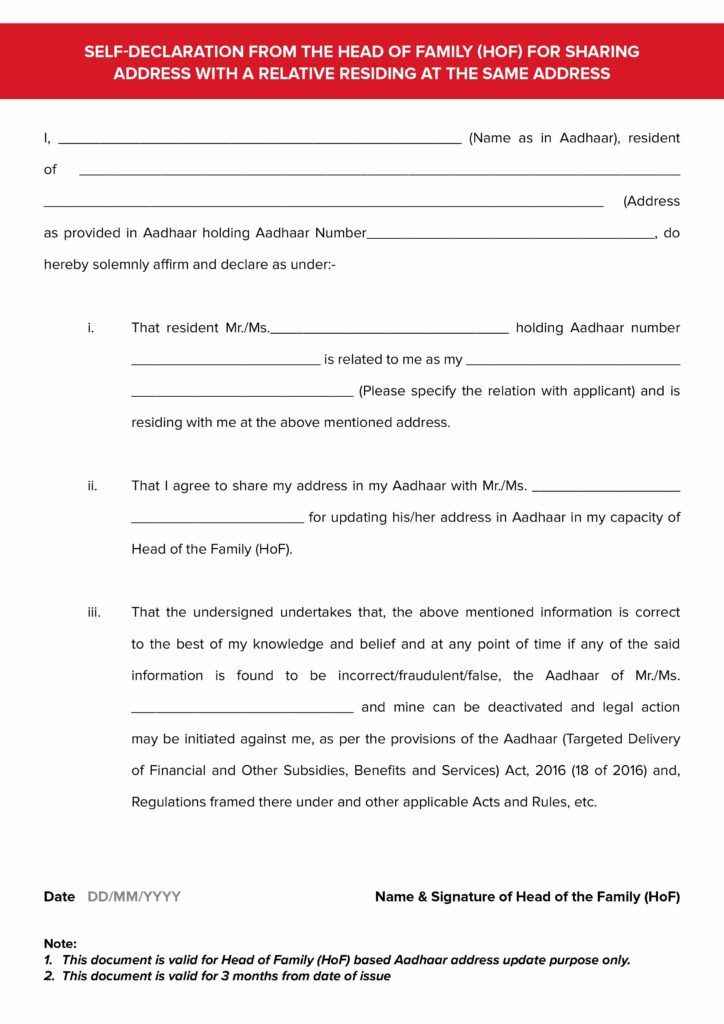 SELF-DECLARATION FROM THE HEAD OF FAMILY (HOF) FOR SHARING
ADDRESS WITH A RELATIVE RESIDING AT THE SAME ADDRESS
I, ______________________________ (Name as in Aadhaar), resident
of ______________________________
______________________________ (Address
as provided in Aadhaar holding Aadhaar Number______________________________, do
hereby solemnly affirm and declare as under:-
i. That resident Mr./Ms.______________________________ holding Aadhaar number
______________________________ is related to me as my ______________________________
______________________________ (Please specify the relation with applicant) and is
residing with me at the above mentioned address.
ii. That I agree to share my address in my Aadhaar with Mr./Ms. ____________________
______________________ for updating his/her address in Aadhaar in my capacity of
Head of the Family (HoF).
iii. That the undersigned undertakes that, the above mentioned information is correct
to the best of my knowledge and belief and at any point of time if any of the said
information is found to be incorrect/fraudulent/false, the Aadhaar of Mr./Ms.
______________________________ and mine can be deactivated and legal action
may be initiated against me, as per the provisions of the Aadhaar (Targeted Delivery
of Financial and Other Subsidies, Benefits and Services) Act, 2016 (18 of 2016) and,
Regulations framed there under and other applicable Acts and Rules, etc.
Date DD/MM/YYYY Name & Signature of Head of the Family (HoF)
Note:
1. This document is valid for Head of Family (HoF) based Aadhaar address update purpose only.
2. This document is valid for 3 months from date of issue